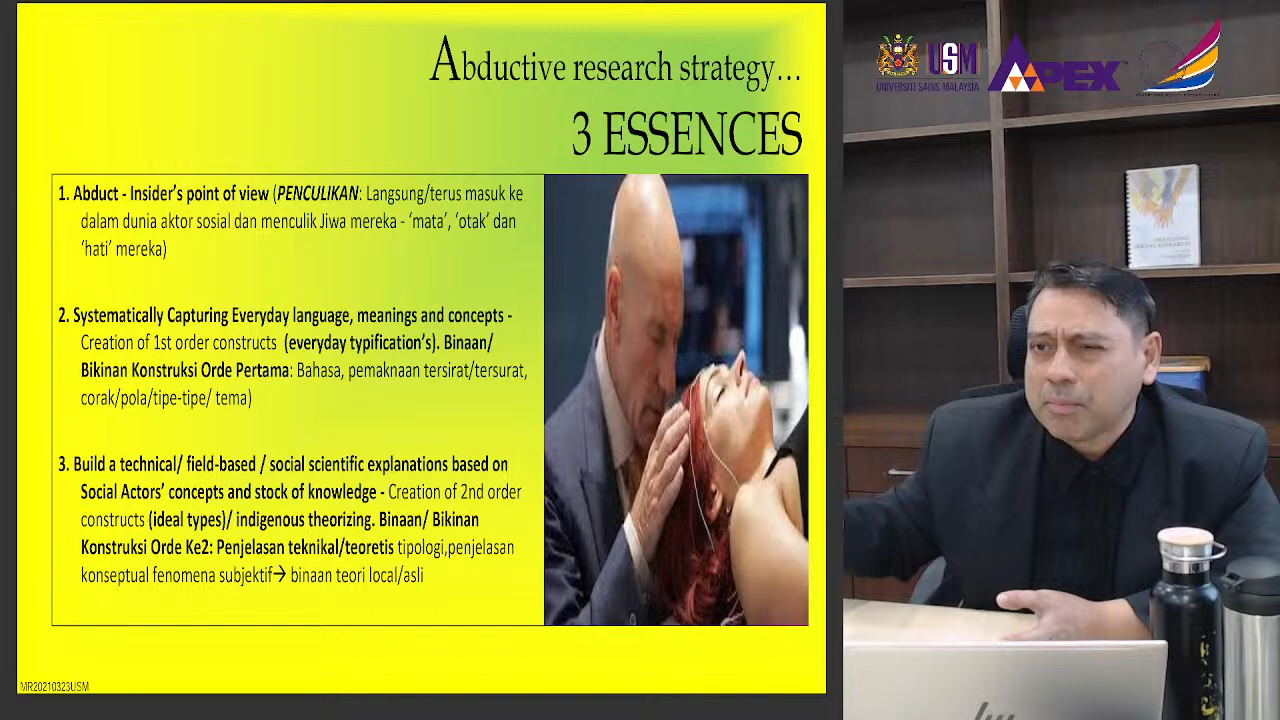 Abductive research strategy…
3 ESSENCES
1. Abduct - Insider's point of view (PENCULIKAN: Langsung/terus masuk ke
dalam dunia aktor sosial dan menculik Jiwa mereka - 'mata', 'otak' dan
'hati' mereka)
2. Systematically Capturing Everyday language, meanings and concepts -
Creation of 1st order constructs (everyday typification's). Binaan/
Bikinan Konstruksi Orde Pertama: Bahasa, pemaknaan tersirat/tersurat,
corak/pola/tipe-tipe/ tema)
3. Build a technical/ field-based / social scientific explanations based on
Social Actors' concepts and stock of knowledge - Creation of 2nd order
constructs (ideal types)/ indigenous theorizing. Binaan/ Bikinan
Konstruksi Orde Ke2: Penjelasan teknikal/teoretis tipologi,penjelasan
konseptual fenomena subjektif→ binaan teori local/asli
MR20210323USM
USM
UNIVERSITI SAINS MALAYSIA
APEX™
SOCIAL RESEARCH
hp